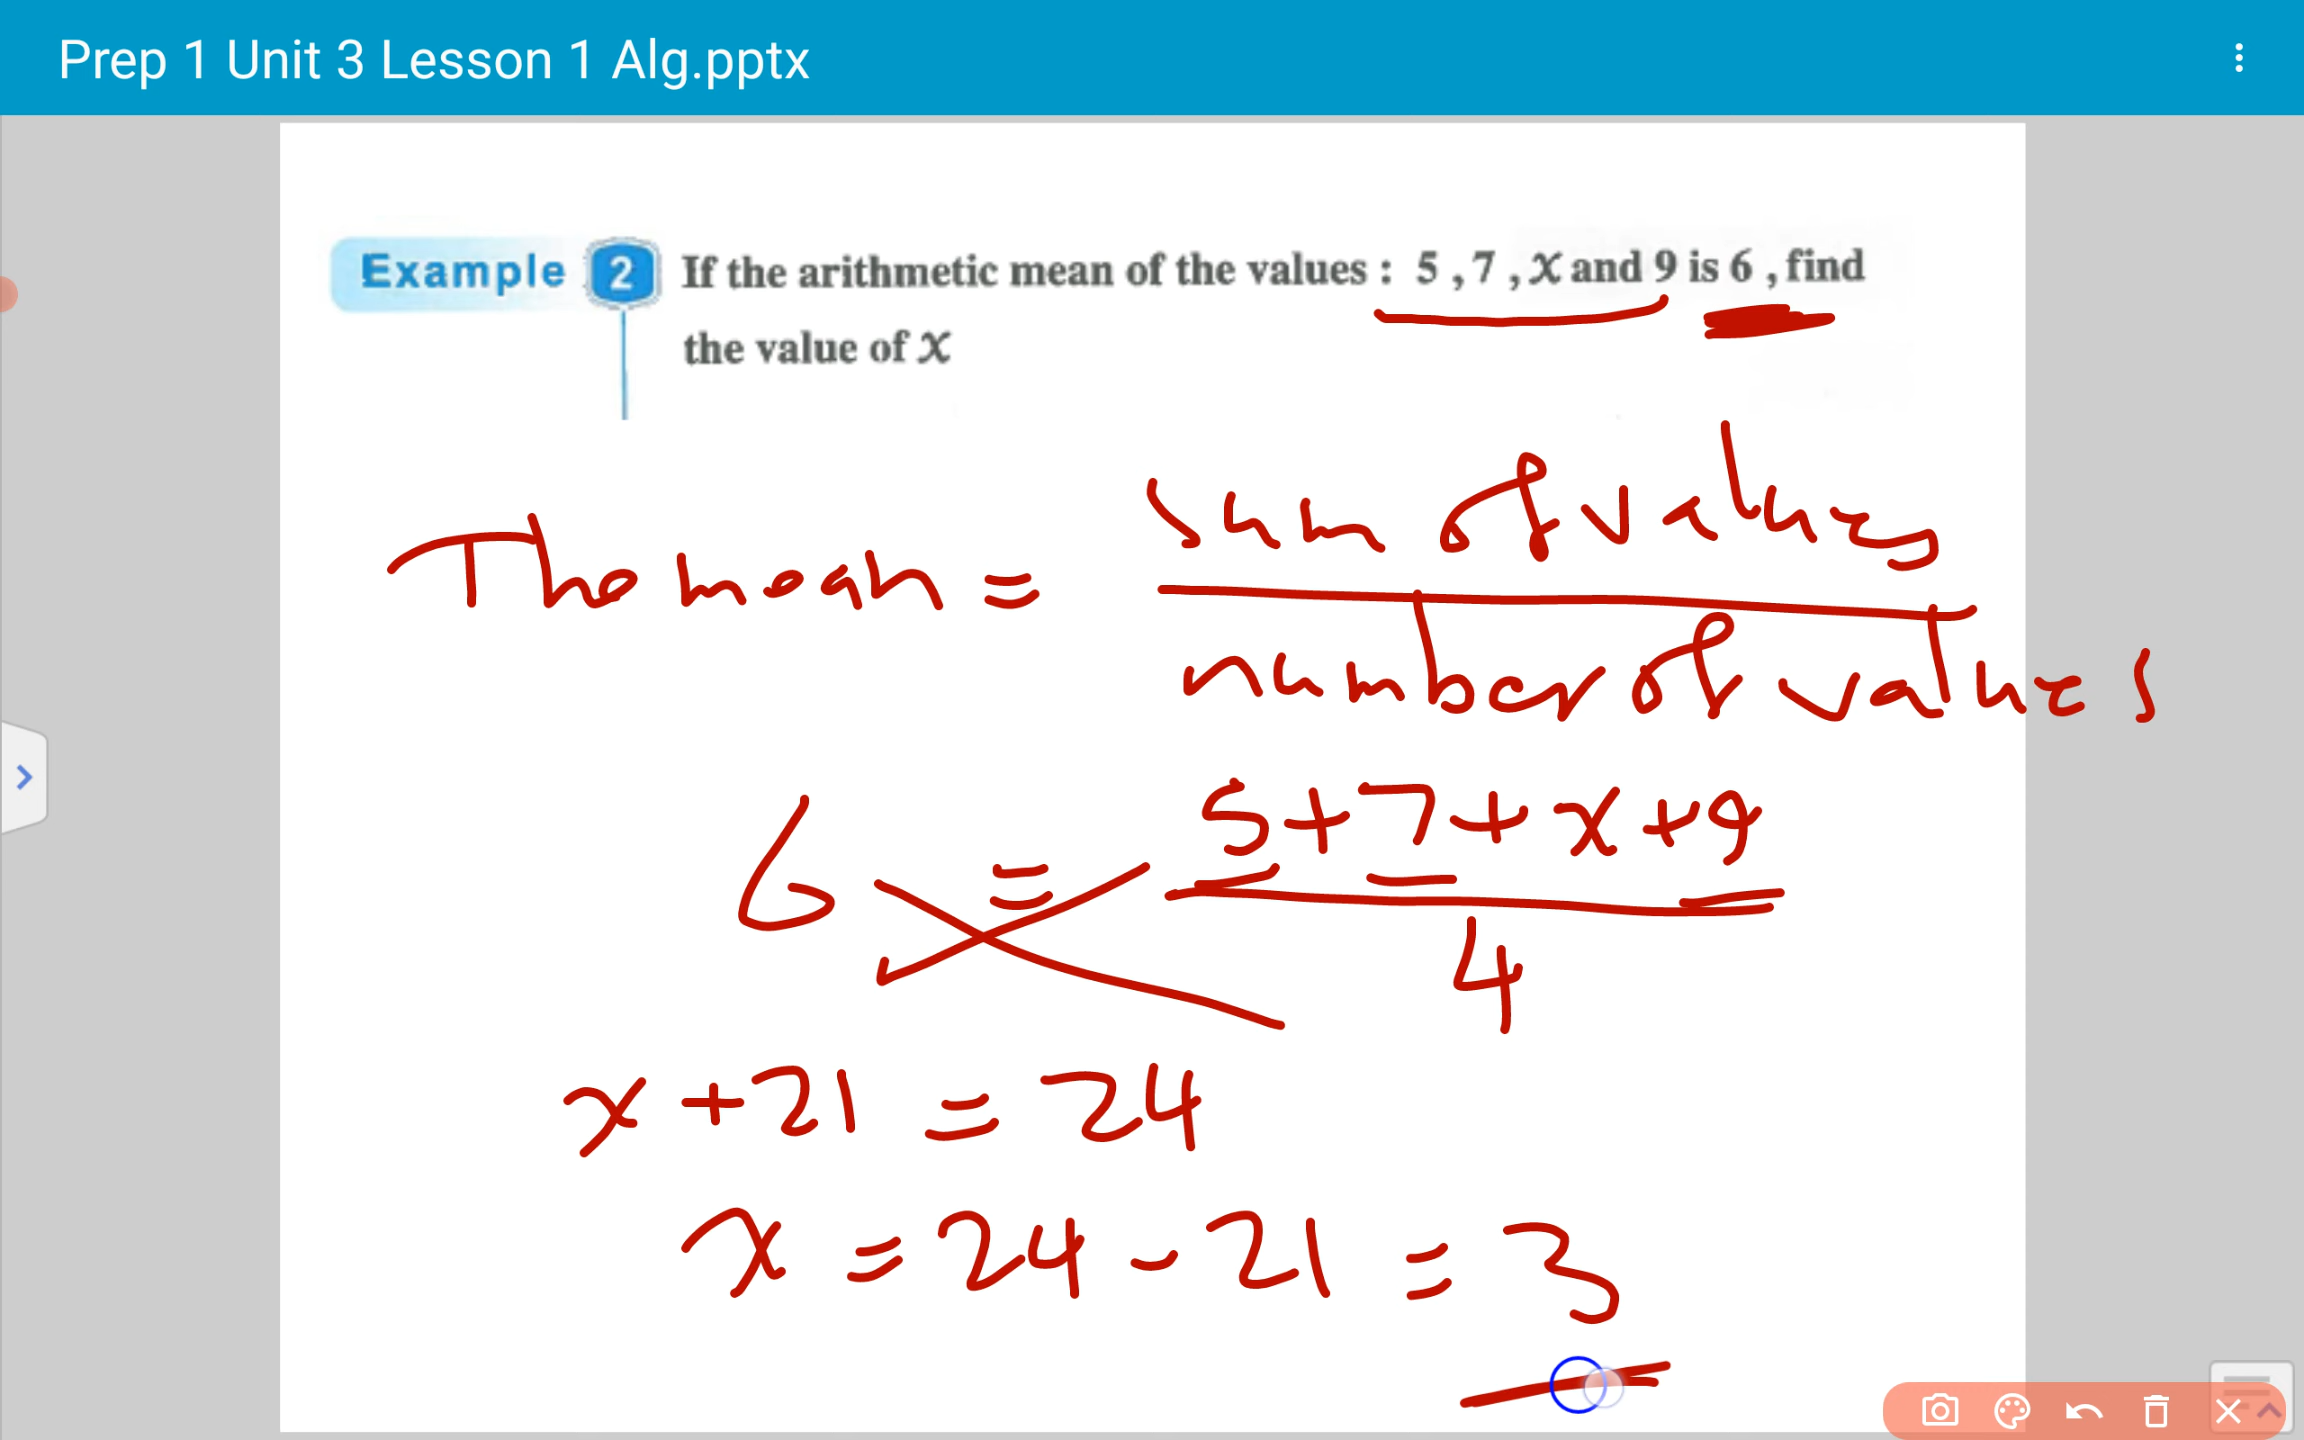 Prep 1 Unit 3 Lesson 1 Alg.pptx
Example 2 If the arithmetic mean of the values : 5 , 7 , x and 9 is 6 , find
the value of x
sum of values
The mean =
number of values
5+7+x+9
6 =
4
x+21 = 24
x = 24 - 21 = 3